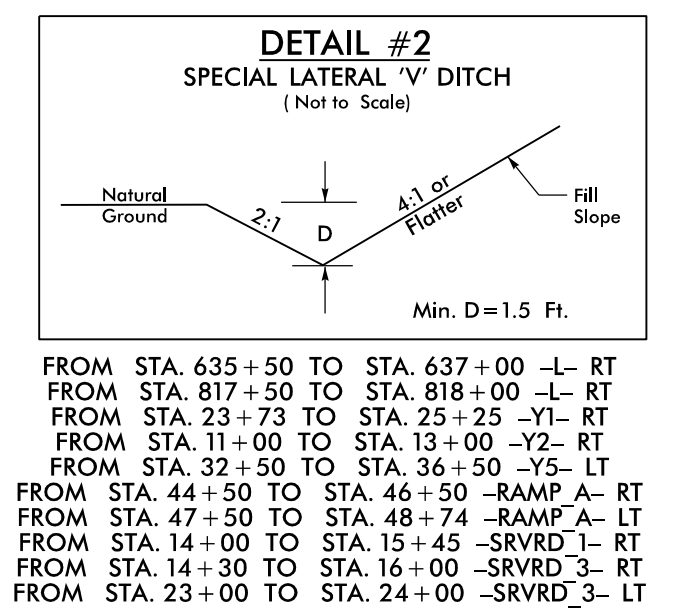 DETAIL #2
SPECIAL LATERAL 'V' DITCH
( Not to Scale)
Natural
Ground
2:1
D
4:1 or
Flatter
Fill
Slope
Min. D=1.5 Ft.
FROM STA. 635+50 TO STA. 637+00 -L- RT
FROM STA. 817+50 TO STA. 818+00 -L- RT
FROM STA. 23+73 TO STA. 25+25 -Y1- RT
FROM STA. 11+00 TO STA. 13+00 -Y2- RT
FROM STA. 32+50 TO STA. 36+50 -Y5- LT
FROM STA. 44+50 TO STA. 46+50 -RAMP_A- RT
FROM STA. 47+50 TO STA. 48+74 -RAMP_A- LT
FROM STA. 14+00 TO STA. 15+45 -SRVRD_1- RT
FROM STA. 14+30 TO STA. 16+00 -SRVRD_3- RT
FROM STA. 23+00 TO STA. 24+00 -SRVRD_3- LT